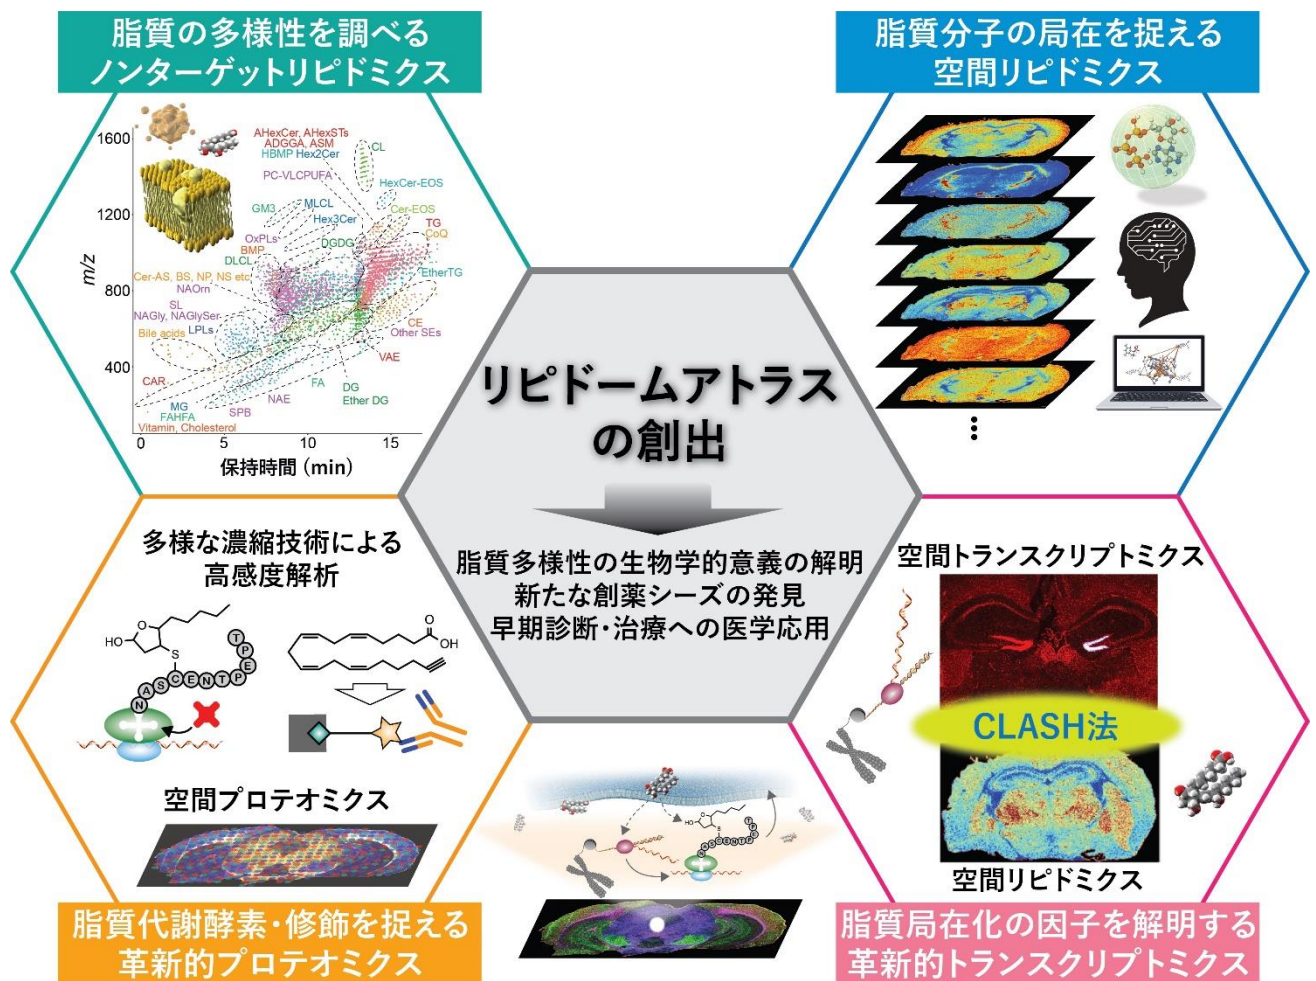 脂質の多様性を調べる
ノンターゲットリピドミクス
1600
1200
800
400
m/z
AHexCer, AHexSTs
ADGGA, ASM
HBMP Hex2Cer
CL
PC-VLCPUFA
HexCer-EOS
GM3
MLCL
Hex3Cer
Cer-EOS
OxPLs
TG
BMP
DGDG
CoQ
DLCL
Cer-AS, BS, NP, NS etc
EtherTG
NAOrn
SL
NAGly, NAGlySer
CE
Bile acids
LPLs
Other SEs
VAE
CAR
FA
DG
MG
NAE
Ether DG
FAHFA
SPB
Vitamin, Cholesterol
0
5
10
15
保持時間 (min)
脂質分子の局在を捉える
空間リピドミクス
リピドームアトラス
の創出
脂質多様性の生物学的意義の解明
新たな創薬シーズの発見
早期診断・治療への医学応用
多様な濃縮技術による
高感度解析
HO
O
S
NASCENTPEPT
O
OH
空間プロテオミクス
脂質代謝酵素・修飾を捉える
革新的プロテオミクス
HO
O
S
NASCENTPEPT
空間トランスクリプトミクス
CLASH法
空間リピドミクス
脂質局在化の因子を解明する
革新的トランスクリプトミクス